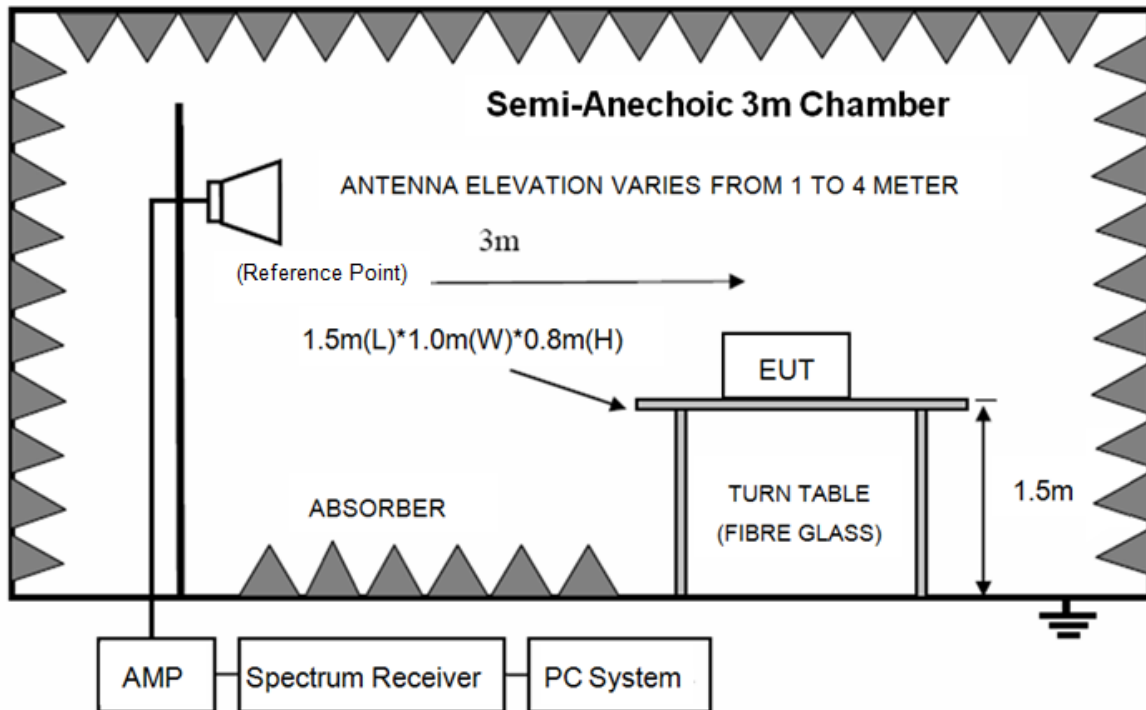 Semi-Anechoic 3m Chamber
ANTENNA ELEVATION VARIES FROM 1 TO 4 METER
3m
(Reference Point)
1.5m(L)*1.0m(W)*0.8m(H)
EUT
ABSORBER
TURN TABLE
(FIBRE GLASS)
1.5m
AMP
Spectrum Receiver
PC System